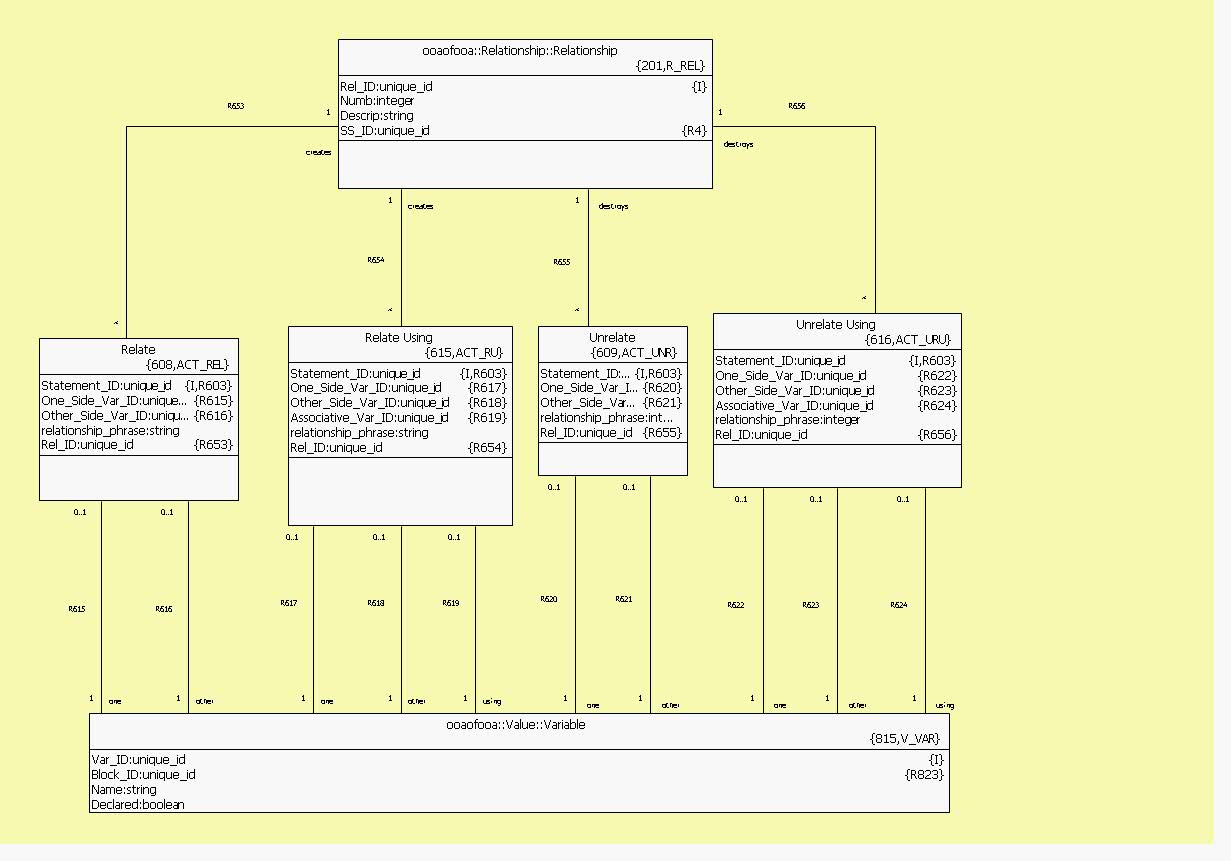 ooaofooa::Relationship::Relationship
{201,R_REL}
Rel_ID:unique_id {I}
Numb:integer
Descrip:string
SS_ID:unique_id {R4}
R653
1
creates
1
R656
destroys
1
creates
1
destroys
R654
R655
*
*
*
*
Relate
{608,ACT_REL}
Statement_ID:unique_id {I,R603}
One_Side_Var_ID:unique... {R615}
Other_Side_Var_ID:uniqu... {R616}
relationship_phrase:string
Rel_ID:unique_id {R653}
Relate Using
{615,ACT_RU}
Statement_ID:unique_id {I,R603}
One_Side_Var_ID:unique_id {R617}
Other_Side_Var_ID:unique_id {R618}
Associative_Var_ID:unique_id {R619}
relationship_phrase:string
Rel_ID:unique_id {R654}
Unrelate
{609,ACT_UNR}
Statement_ID:... {I,R603}
One_Side_Var_I... {R620}
Other_Side_Var... {R621}
relationship_phrase:int...
Rel_ID:unique_id {R655}
Unrelate Using
{616,ACT_URU}
Statement_ID:unique_id {I,R603}
One_Side_Var_ID:unique_id {R622}
Other_Side_Var_ID:unique_id {R623}
Associative_Var_ID:unique_id {R624}
relationship_phrase:integer
Rel_ID:unique_id {R656}
0..1 0..1 0..1 0..1 0..1 0..1 0..1 0..1 0..1 0..1
R615 R616 R617 R618 R619 R620 R621 R622 R623 R624
1 one 1 other 1 one 1 other 1 using 1 one 1 other 1 one 1 other 1 using
ooaofooa::Value::Variable
{815,V_VAR}
Var_ID:unique_id {I}
Block_ID:unique_id {R823}
Name:string
Declared:boolean